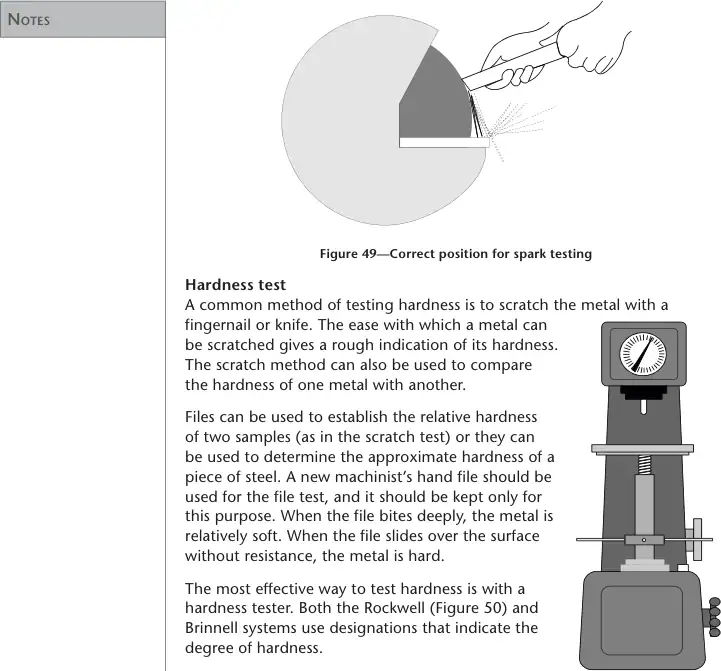 NOTES
Figure 49—Correct position for spark testing
Hardness test
A common method of testing hardness is to scratch the metal with a
fingernail or knife. The ease with which a metal can
be scratched gives a rough indication of its hardness.
The scratch method can also be used to compare
the hardness of one metal with another.
Files can be used to establish the relative hardness
of two samples (as in the scratch test) or they can
be used to determine the approximate hardness of a
piece of steel. A new machinist’s hand file should be
used for the file test, and it should be kept only for
this purpose. When the file bites deeply, the metal is
relatively soft. When the file slides over the surface
without resistance, the metal is hard.
The most effective way to test hardness is with a
hardness tester. Both the Rockwell (Figure 50) and
Brinnell systems use designations that indicate the
degree of hardness.